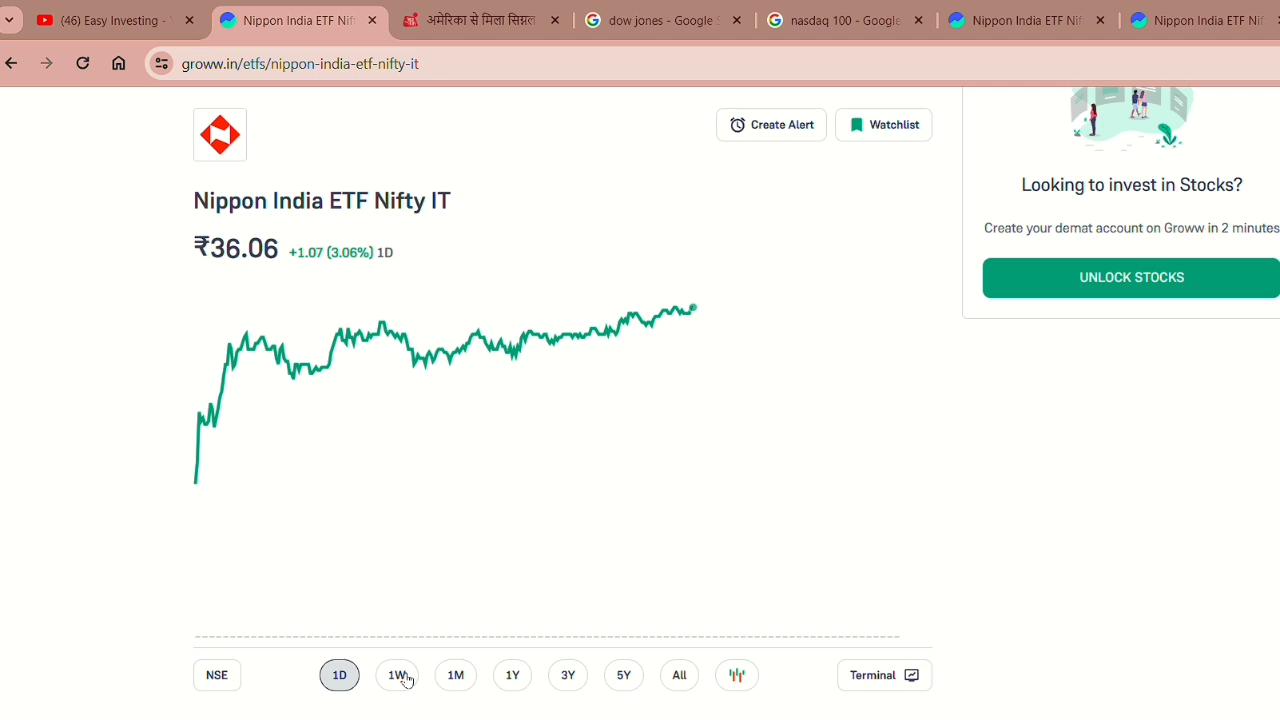 (46) Easy Investing -
Nippon India ETF Nif
अमेरिका से मिला सिग्नल
dow jones - Google
nasdaq 100 - Google
Nippon India ETF Nif
Nippon India ETF Nif
groww.in/etfs/nippon-india-etf-nifty-it
Create Alert
Watchlist
Looking to invest in Stocks?
Nippon India ETF Nifty IT
Create your demat account on Groww in 2 minutes
₹36.06 +1.07 (3.06%) 1D
UNLOCK STOCKS
NSE 1D 1W 1M 1Y 3Y 5Y All Terminal